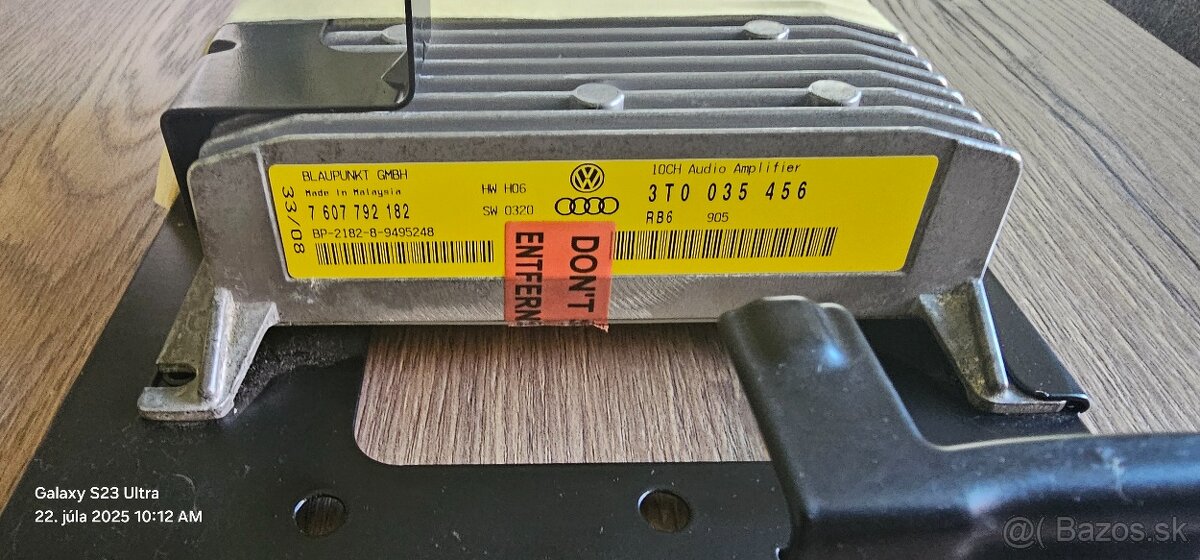 BLAUPUNKT GMBH
Made in Malaysia
7 607 792 182
BP-2182-8-9495248
33/08
HW H06
SW 0320
10CH Audio Amplifier
3T0 035 456
RB6 905
DON'T
ENTFERN
Galaxy S23 Ultra
22. júla 2025 10:12 AM
@( Bazos.sk